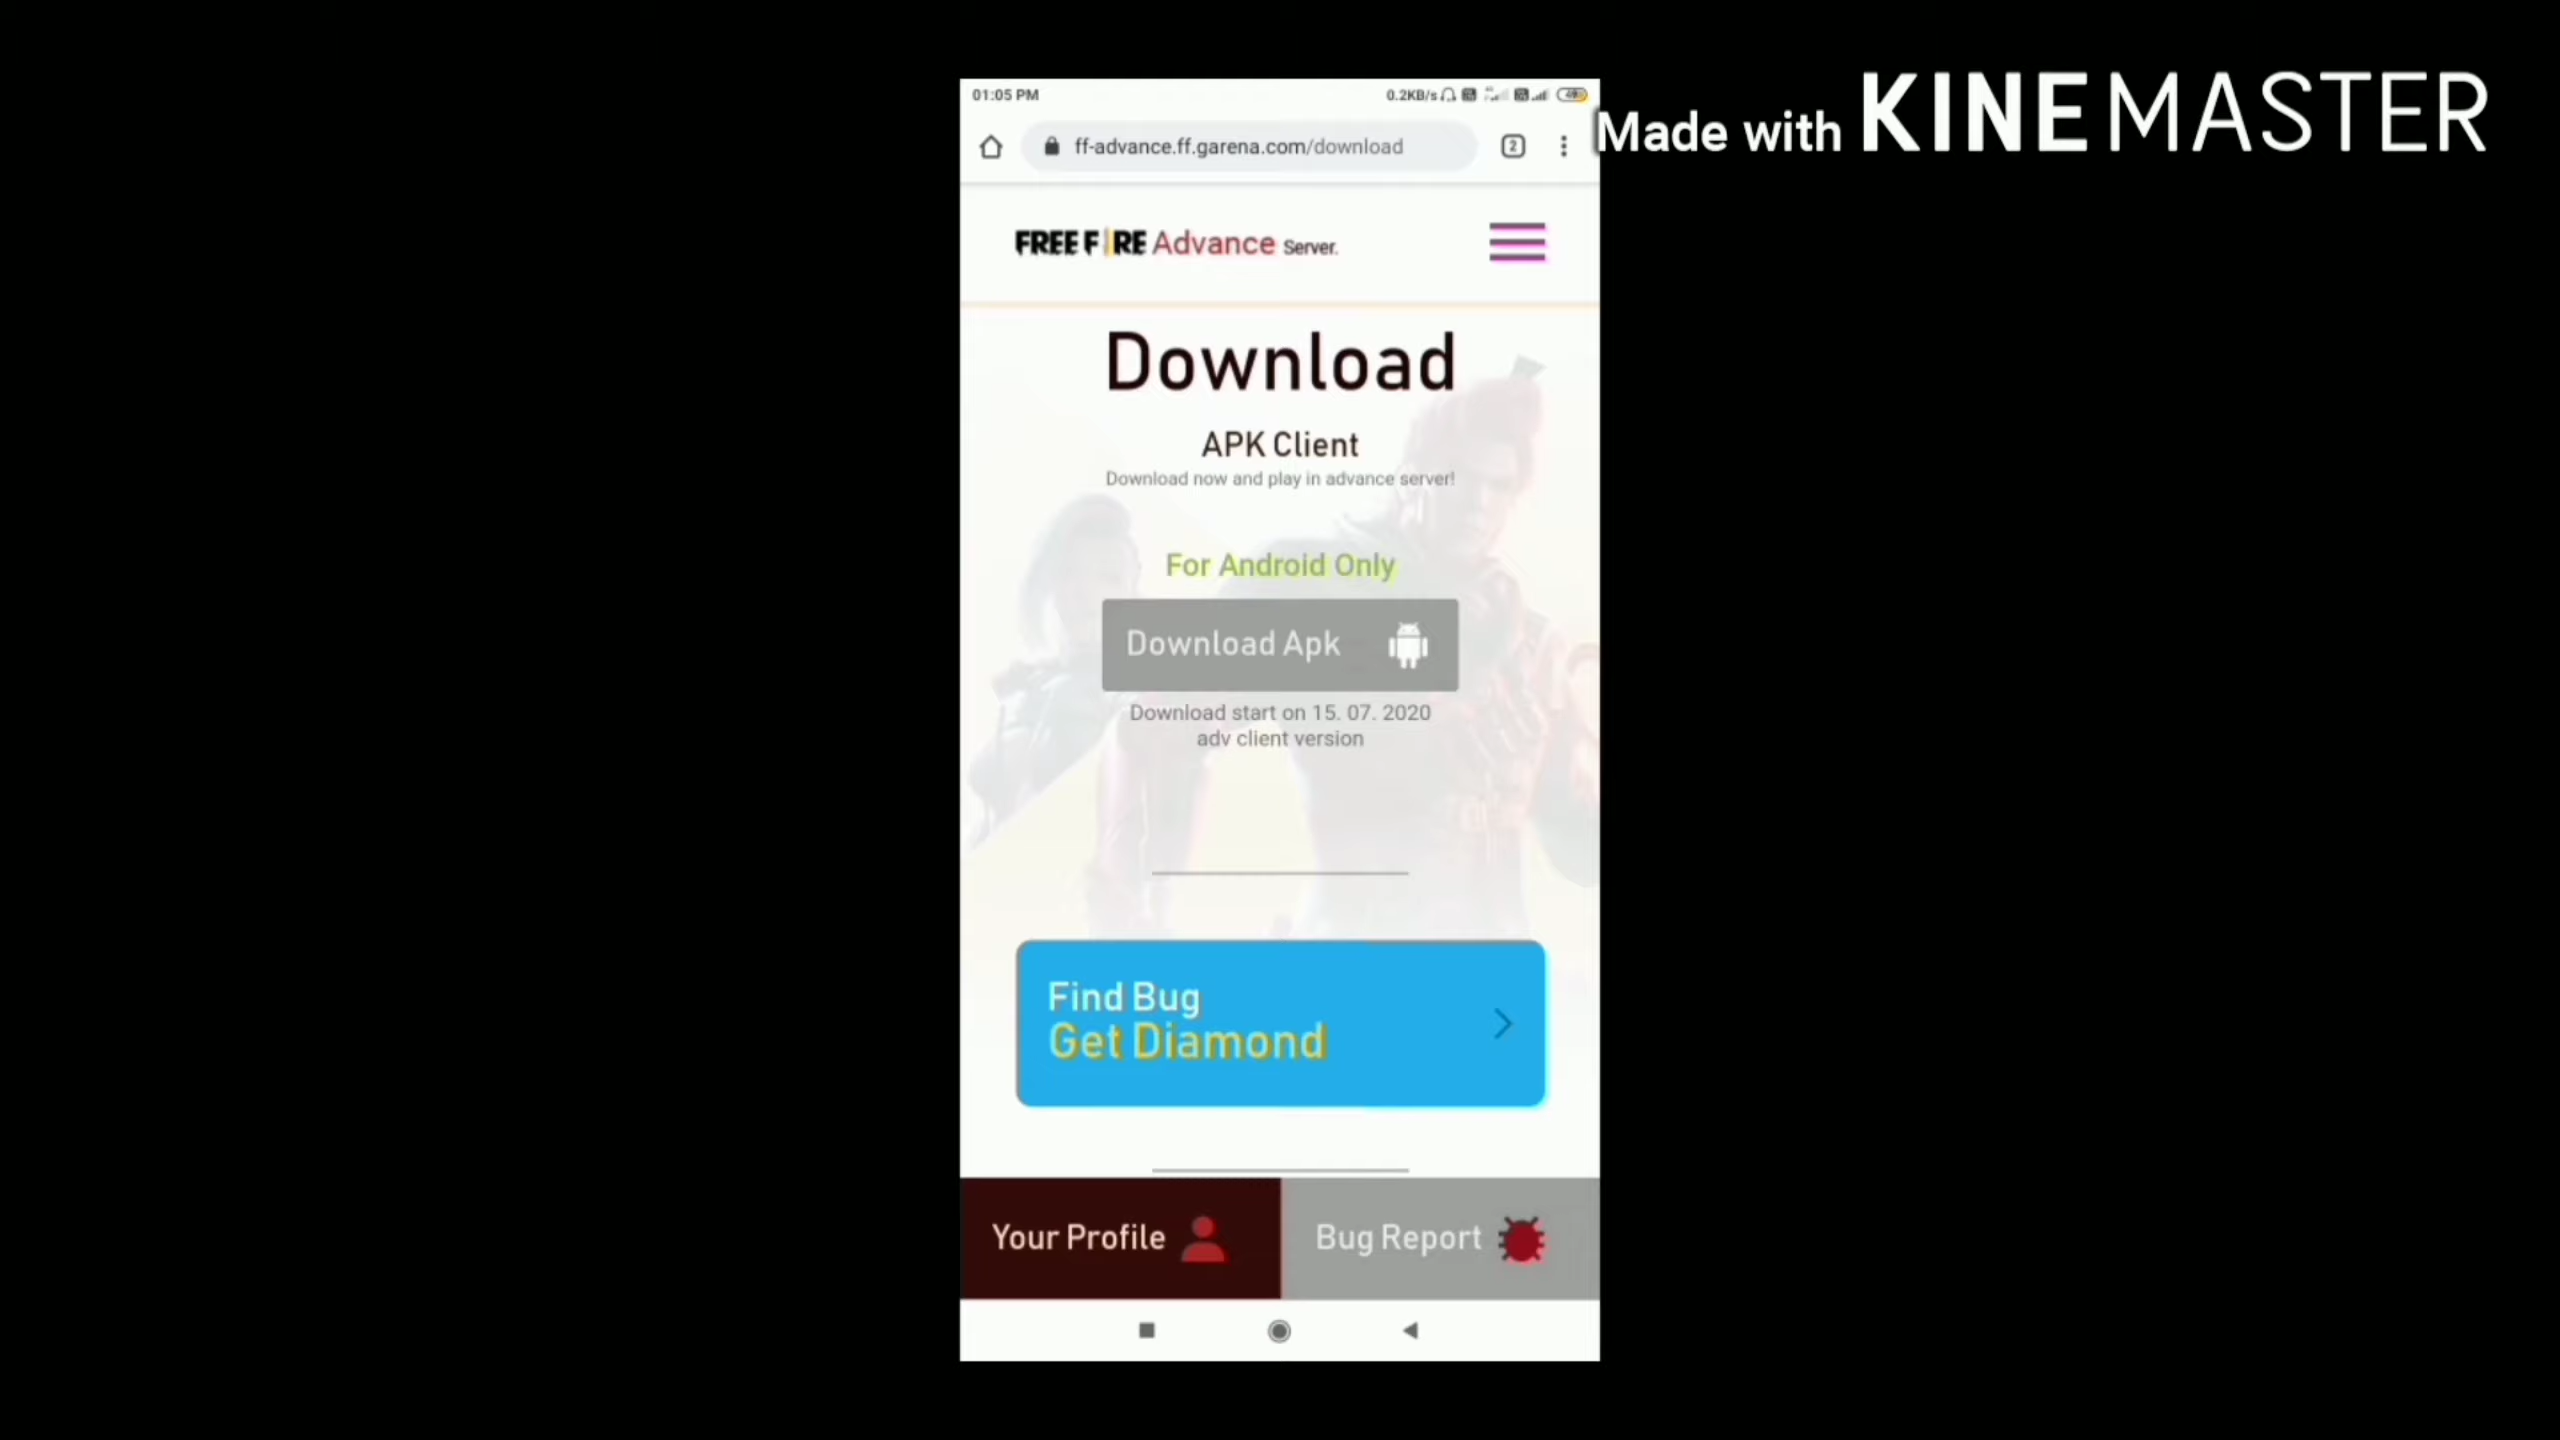 Made with KINEMASTER
01:05 PM 0.2KB/s
ff-advance.ff.garena.com/download 2
FREE FIRE Advance Server.
Download
APK Client
Download now and play in advance server!
For Android Only
Download Apk
Download start on 15. 07. 2020
adv client version
Find Bug
Get Diamond
Your Profile Bug Report